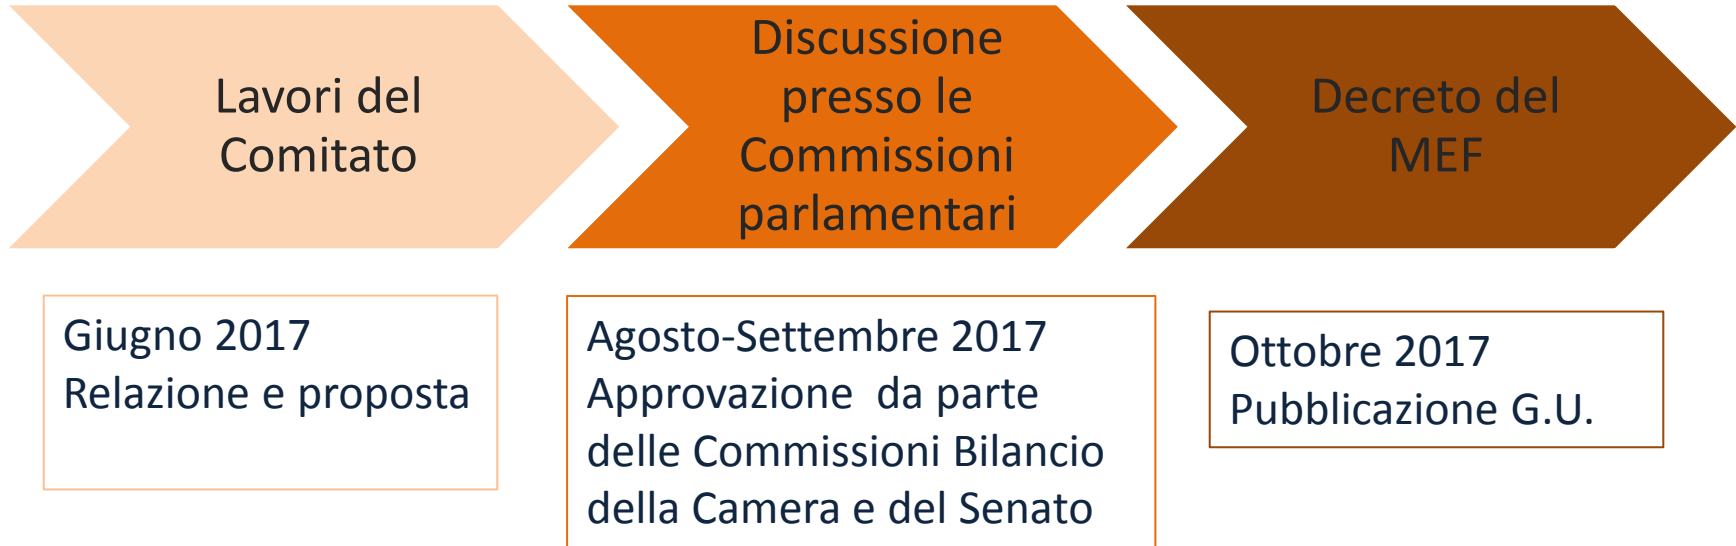 Lavori del
Comitato
Discussione
presso le
Commissioni
parlamentari
Decreto del
MEF
Giugno 2017
Relazione e proposta
Agosto-Settembre 2017
Approvazione  da parte
delle Commissioni Bilancio
della Camera e del Senato
Ottobre 2017
Pubblicazione G.U.